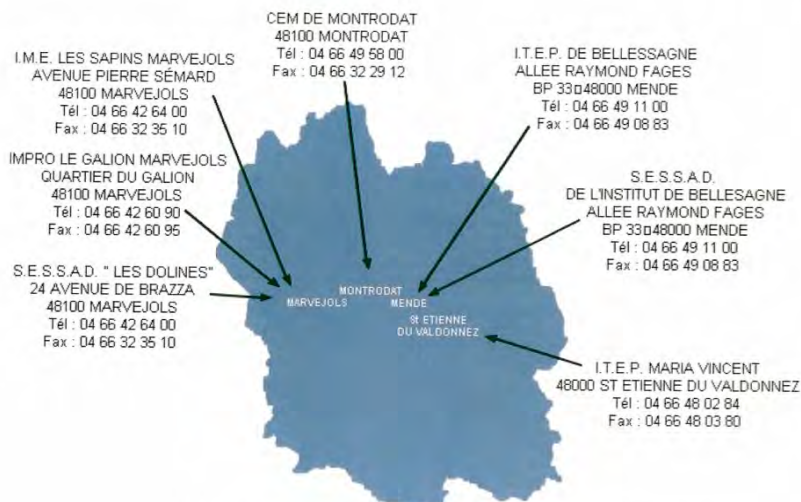 CEM DE MONTRODAT
48100 MONTRODAT
Tél : 04 66 49 58 00
Fax : 04 66 32 29 12
I.M.E. LES SAPINS MARVEJOLS
AVENUE PIERRE SÉMARD
48100 MARVEJOLS
Tél : 04 66 42 64 00
Fax : 04 66 32 35 10
I.T.E.P. DE BELLESSAGNE
ALLEE RAYMOND FAGES
BP 33□48000 MENDE
Tél : 04 66 49 11 00
Fax : 04 66 49 08 83
IMPRO LE GALION MARVEJOLS
QUARTIER DU GALION
48100 MARVEJOLS
Tél : 04 66 42 60 90
Fax : 04 66 42 60 95
S.E.S.S.A.D.
DE L'INSTITUT DE BELLESAGNE
ALLEE RAYMOND FAGES
BP 33□48000 MENDE
Tél : 04 66 49 11 00
Fax : 04 66 49 08 83
S.E.S.S.A.D. " LES DOLINES"
24 AVENUE DE BRAZZA
48100 MARVEJOLS
Tél : 04 66 42 64 00
Fax : 04 66 32 35 10
MONTRODAT
MARVEJOLS
MENDE
St ETIENNE
DU VALDONNEZ
I.T.E.P. MARIA VINCENT
48000 ST ETIENNE DU VALDONNEZ
Tél : 04 66 48 02 84
Fax : 04 66 48 03 80